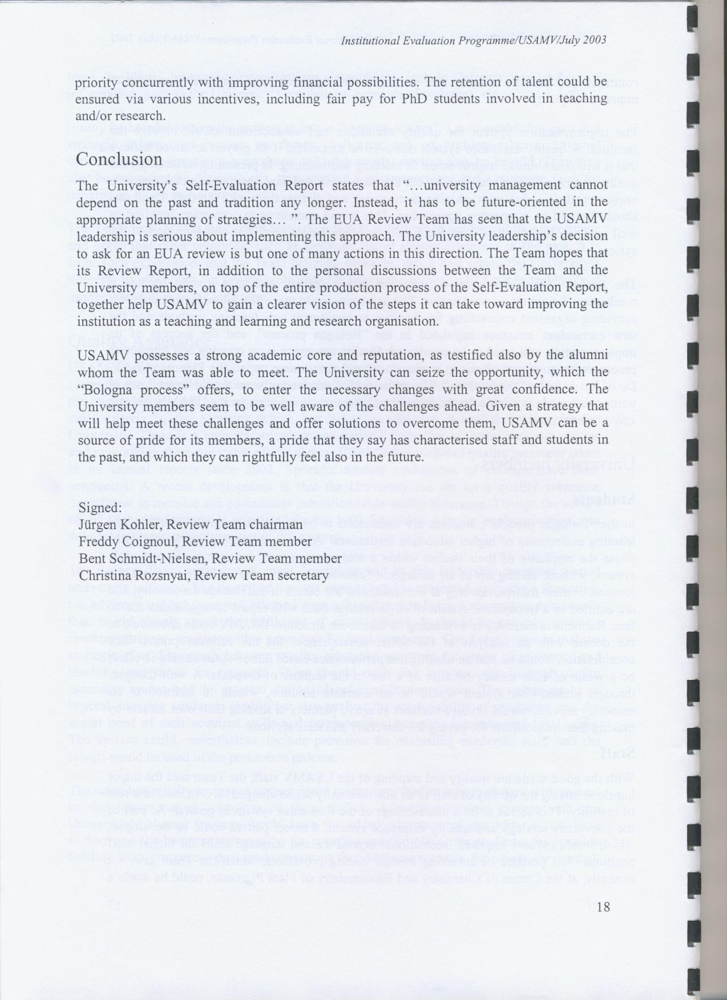 Institutional Evaluation Programme/USAMV/July 2003
priority concurrently with improving financial possibilities. The retention of talent could be
ensured via various incentives, including fair pay for PhD students involved in teaching
and/or research.
Conclusion
The University's Self-Evaluation Report states that “…university management cannot
depend on the past and tradition any longer. Instead, it has to be future-oriented in the
appropriate planning of strategies…”. The EUA Review Team has seen that the USAMV
leadership is serious about implementing this approach. The University leadership's decision
to ask for an EUA review is but one of many actions in this direction. The Team hopes that
its Review Report, in addition to the personal discussions between the Team and the
University members, on top of the entire production process of the Self-Evaluation Report,
together help USAMV to gain a clearer vision of the steps it can take toward improving the
institution as a teaching and learning and research organisation.
USAMV possesses a strong academic core and reputation, as testified also by the alumni
whom the Team was able to meet. The University can seize the opportunity, which the
“Bologna process” offers, to enter the necessary changes with great confidence. The
University members seem to be well aware of the challenges ahead. Given a strategy that
will help meet these challenges and offer solutions to overcome them, USAMV can be a
source of pride for its members, a pride that they say has characterised staff and students in
the past, and which they can rightfully feel also in the future.
Signed:
Jürgen Kohler, Review Team chairman
Freddy Coignoul, Review Team member
Bent Schmidt-Nielsen, Review Team member
Christina Rozsnyai, Review Team secretary
18